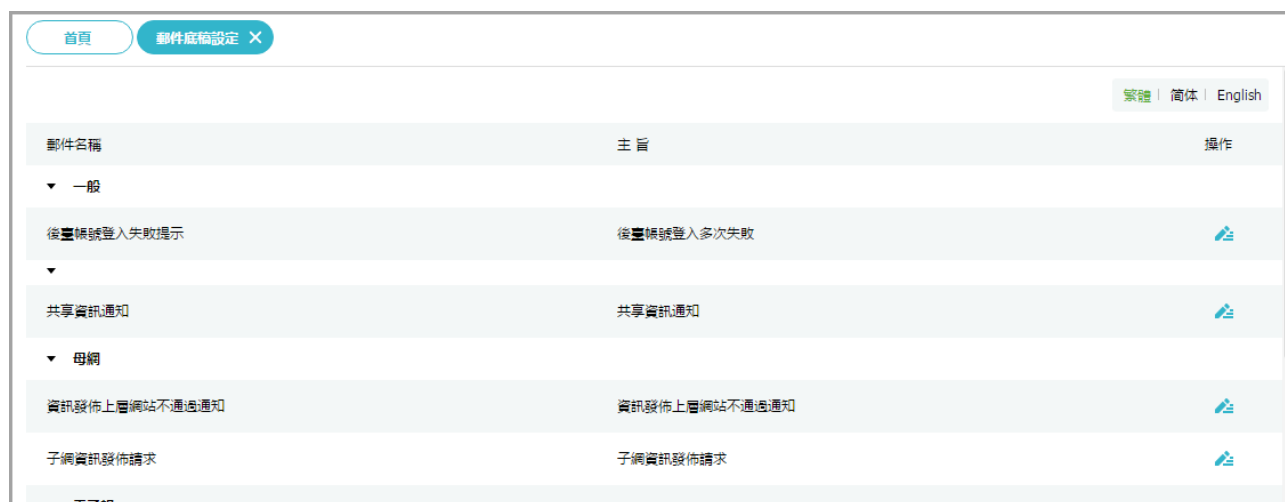 首頁 郵件底稿設定
繁體 简体 English
郵件名稱 主旨 操作
一般
後臺帳號登入失敗提示 後臺帳號登入多次失敗
共享資訊通知 共享資訊通知
母網
資訊發佈上層網站不通過通知 資訊發佈上層網站不通過通知
子網資訊發佈請求 子網資訊發佈請求